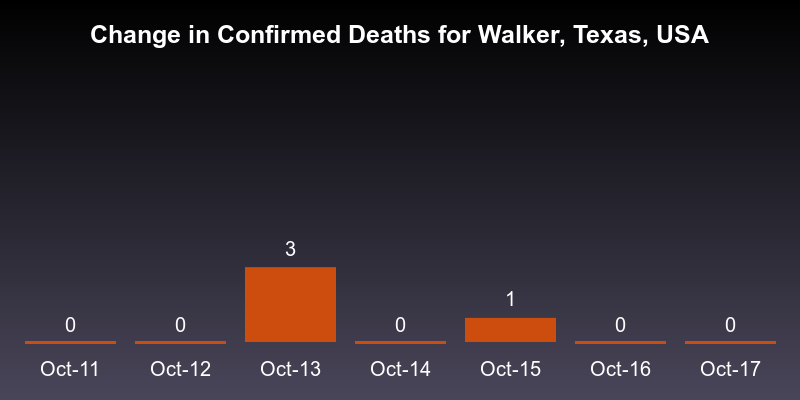 Change in Confirmed Deaths for Walker, Texas, USA
3
1
0 0 0 0 0
Oct-11 Oct-12 Oct-13 Oct-14 Oct-15 Oct-16 Oct-17